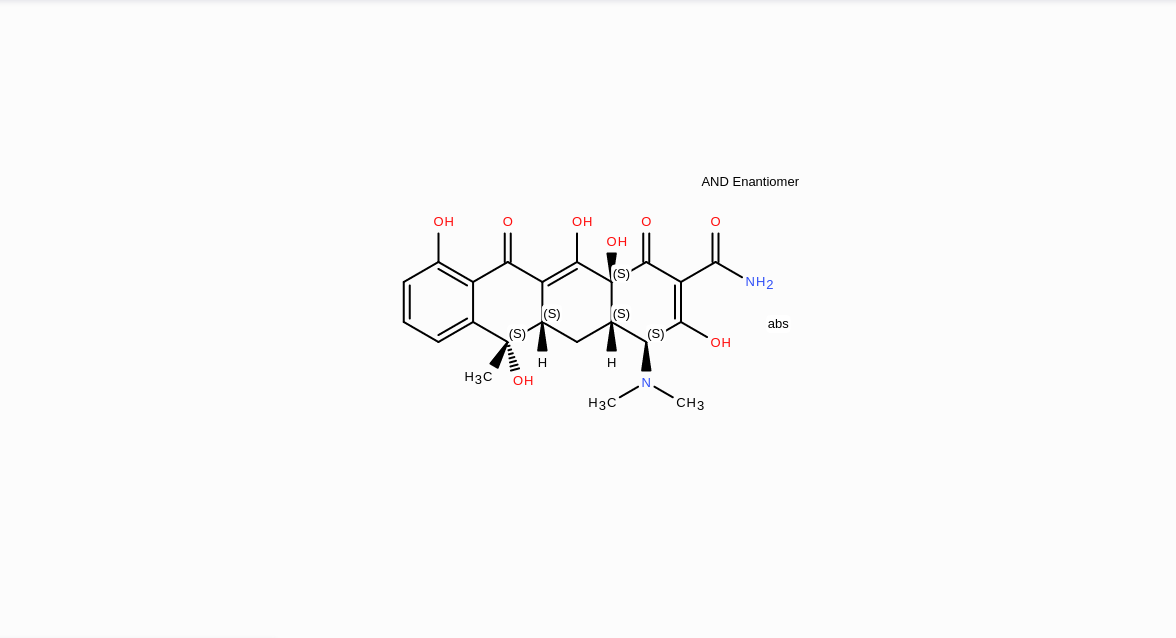 AND Enantiomer
OH
O
OH
O
O
OH
(S)
NH2
(S)
(S)
abs
(S)
(S)
OH
H
H
H3C
OH
N
H3C
CH3